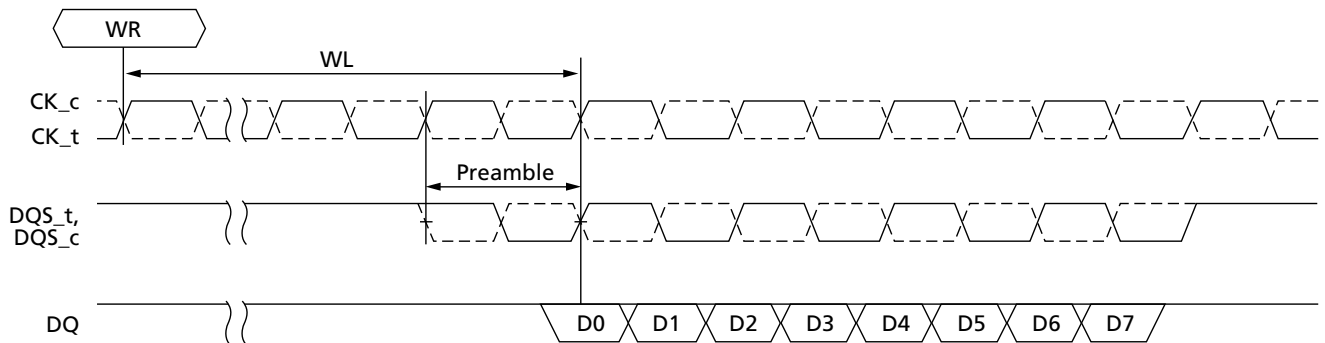 WR
WL
CK_c
CK_t
Preamble
DQS_t,
DQS_c
DQ
D0 D1 D2 D3 D4 D5 D6 D7